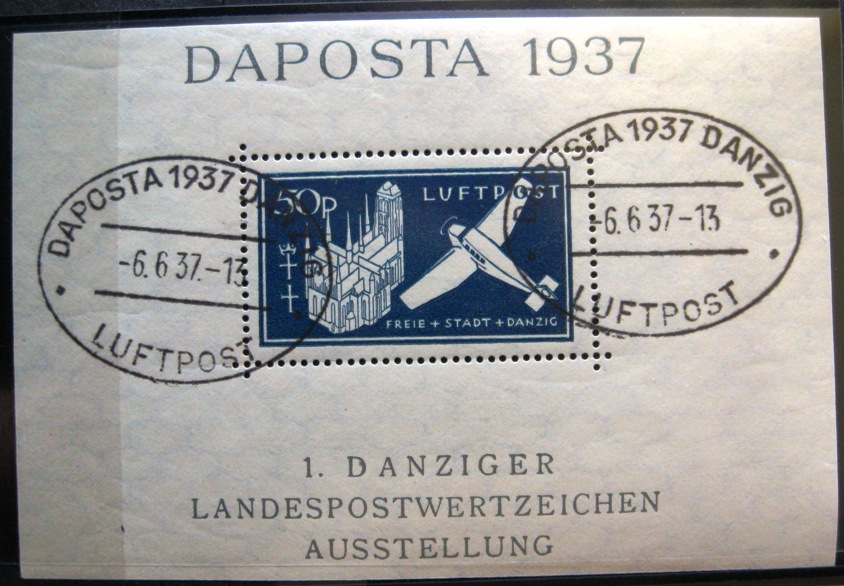 DAPOSTA 1937
DAPOSTA 1937 DANZIG
-6.6 37.-13
LUFTPOST
50P
LUFTPOST
FREIE + STADT + DANZIG
DAPOSTA 1937 DANZIG
-6.6 37-13
LUFTPOST
1. DANZIGER
LANDESPOSTWERTZEICHEN
AUSSTELLUNG